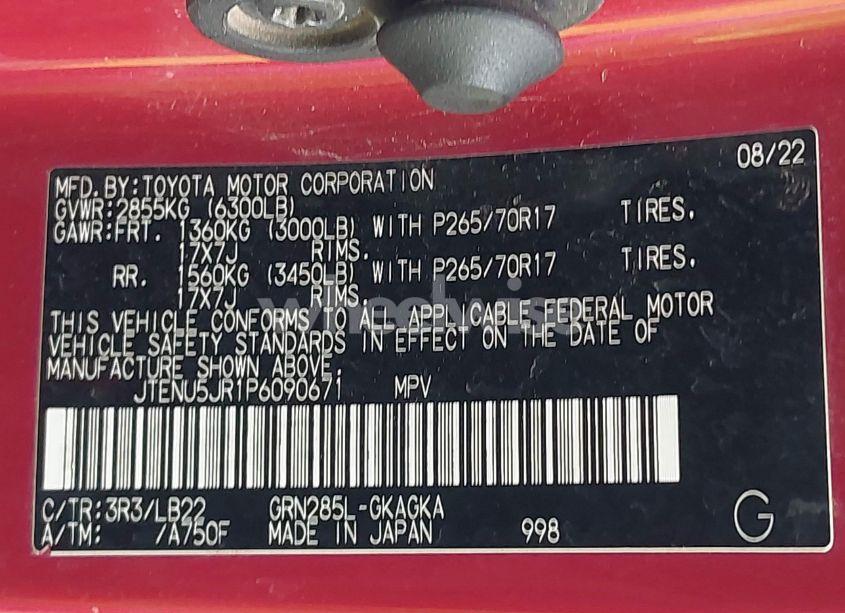 08/22
MFD.BY:TOYOTA MOTOR CORPORATION
GVWR:2855KG (6300LB)
GAWR:FRT. 1360KG (3000LB) WITH P265/70R17 TIRES.
17X7J RIMS.
RR. 1560KG (3450LB) WITH P265/70R17 TIRES.
17X7J RIMS.
THIS VEHICLE CONFORMS TO ALL APPLICABLE FEDERAL MOTOR
VEHICLE SAFETY STANDARDS IN EFFECT ON THE DATE OF
MANUFACTURE SHOWN ABOVE.
JTENU5JR1P6090671 MPV
C/TR:3R3/LB22 GRN285L-GKAGKA
A/TM: /A750F MADE IN JAPAN 998 G